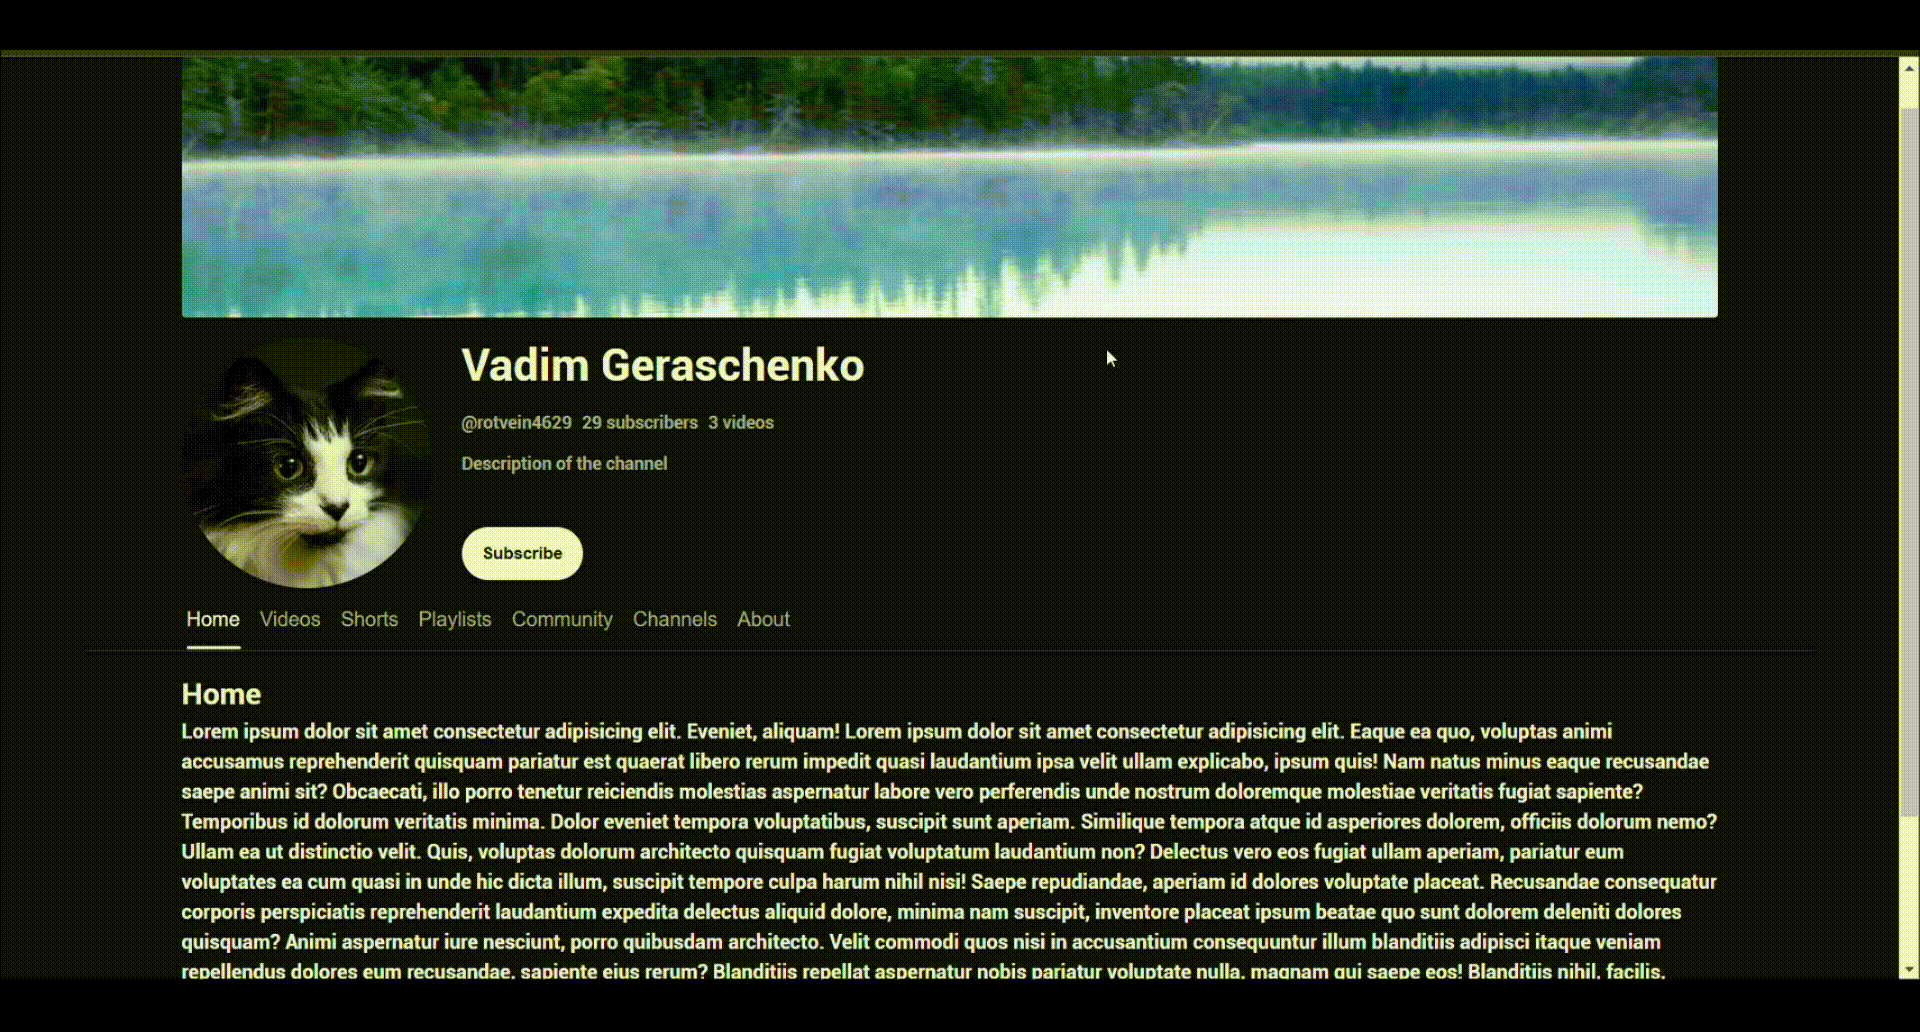 Vadim Geraschenko
@rotvein4629 29 subscribers 3 videos
Description of the channel
Subscribe
Home Videos Shorts Playlists Community Channels About
Home
Lorem ipsum dolor sit amet consectetur adipisicing elit. Eveniet, aliquam! Lorem ipsum dolor sit amet consectetur adipisicing elit. Eaque ea quo, voluptas animi
accusamus reprehenderit quisquam pariatur est quaerat libero rerum impedit quasi laudantium ipsa velit ullam explicabo, ipsum quis! Nam natus minus eaque recusandae
saepe animi sit? Obcaecati, illo porro tenetur reiciendis molestias aspernatur labore vero perferendis unde nostrum doloremque molestiae veritatis fugiat sapiente?
Temporibus id dolorum veritatis minima. Dolor eveniet tempora voluptatibus, suscipit sunt aperiam. Similique tempora atque id asperiores dolorem, officiis dolorum nemo?
Ullam ea ut distinctio velit. Quis, voluptas dolorum architecto quisquam fugiat voluptatum laudantium non? Delectus vero eos fugiat ullam aperiam, pariatur eum
voluptates ea cum quasi in unde hic dicta illum, suscipit tempore culpa harum nihil nisi! Saepe repudiandae, aperiam id dolores voluptate placeat. Recusandae consequatur
corporis perspiciatis reprehenderit laudantium expedita delectus aliquid dolore, minima nam suscipit, inventore placeat ipsum beatae quo sunt dolorem deleniti dolores
quisquam? Animi aspernatur iure nesciunt, porro quibusdam architecto. Velit commodi quos nisi in accusantium consequuntur illum blanditiis adipisci itaque veniam
repellendus dolores eum recusandae, sapiente eius rerum? Blanditiis repellat aspernatur nobis pariatur voluptate nulla, magnam qui saepe eos! Blanditiis nihil, facilis,